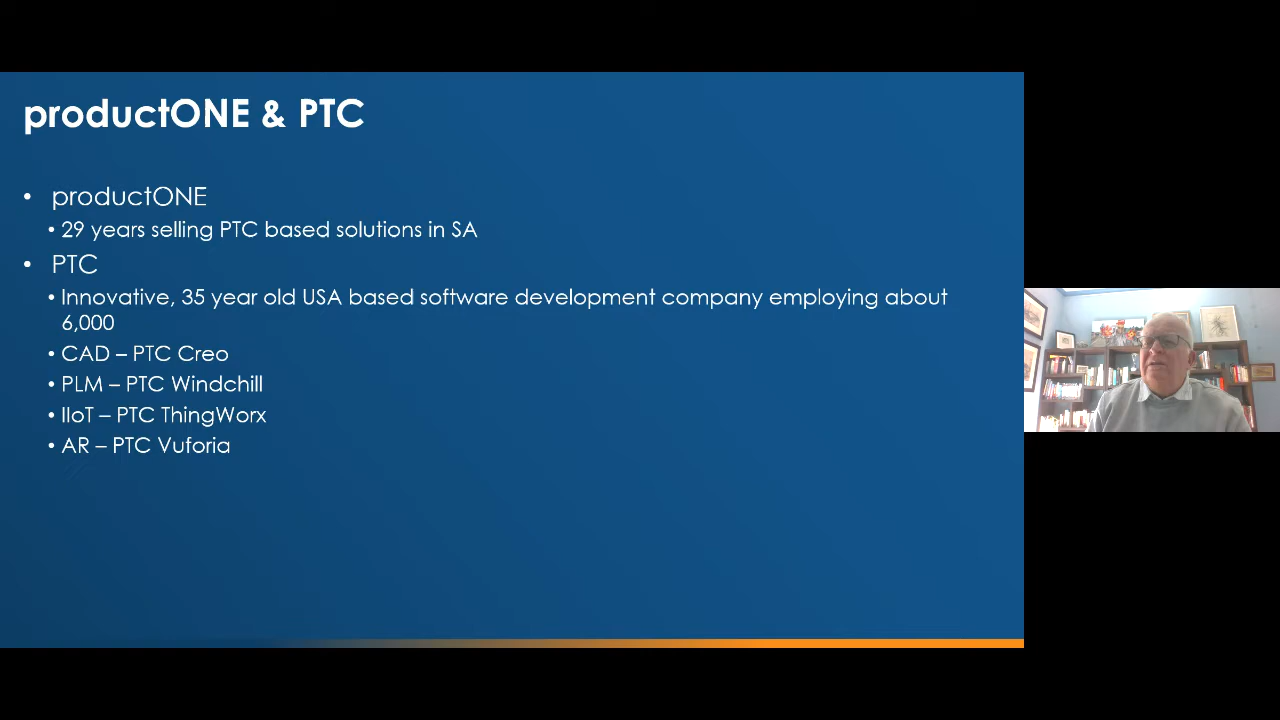 productONE & PTC
• productONE
• 29 years selling PTC based solutions in SA
• PTC
• Innovative, 35 year old USA based software development company employing about
6,000
• CAD – PTC Creo
• PLM – PTC Windchill
• IIoT – PTC ThingWorx
• AR – PTC Vuforia